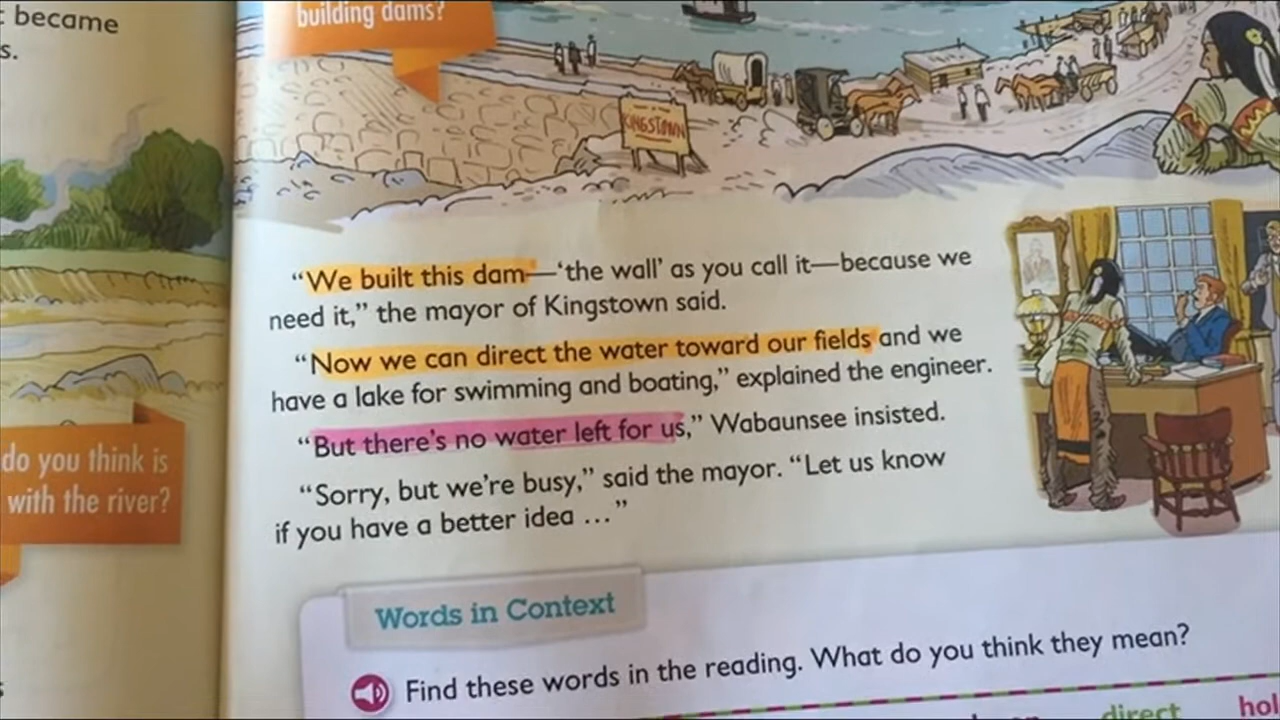 became
s.
building dams?
KINGSTOWN
“We built this dam—‘the wall’ as you call it—because we
need it,” the mayor of Kingstown said.
“Now we can direct the water toward our fields and we
have a lake for swimming and boating,” explained the engineer.
“But there’s no water left for us,” Wabaunsee insisted.
“Sorry, but we’re busy,” said the mayor. “Let us know
if you have a better idea …”
do you think is
with the river?
Words in Context
Find these words in the reading. What do you think they mean?
direct hol